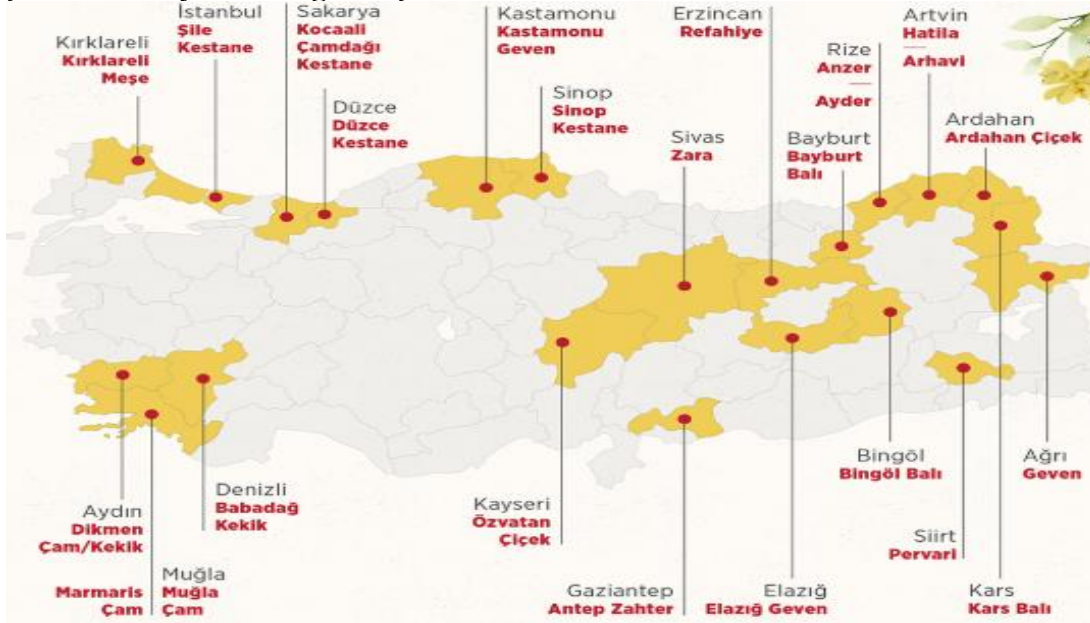 Kırklareli
Kırklareli
Meşe
İstanbul
Şile
Kestane
Sakarya
Kocaali
Çamdağı
Kestane
Düzce
Düzce
Kestane
Kastamonu
Kastamonu
Geven
Sinop
Sinop
Kestane
Sivas
Zara
Erzincan
Refahiye
Bayburt
Bayburt
Balı
Rize
Anzer
Ayder
Artvin
Hatila
Arhavi
Ardahan
Ardahan Çiçek
Aydın
Dikmen
Çam/Kekik
Marmaris
Çam
Muğla
Muğla
Çam
Denizli
Babadağ
Kekik
Kayseri
Özvatan
Çiçek
Gaziantep
Antep Zahter
Elazığ
Elazığ Geven
Bingöl
Bingöl Balı
Siirt
Pervari
Kars
Kars Balı
Ağrı
Geven